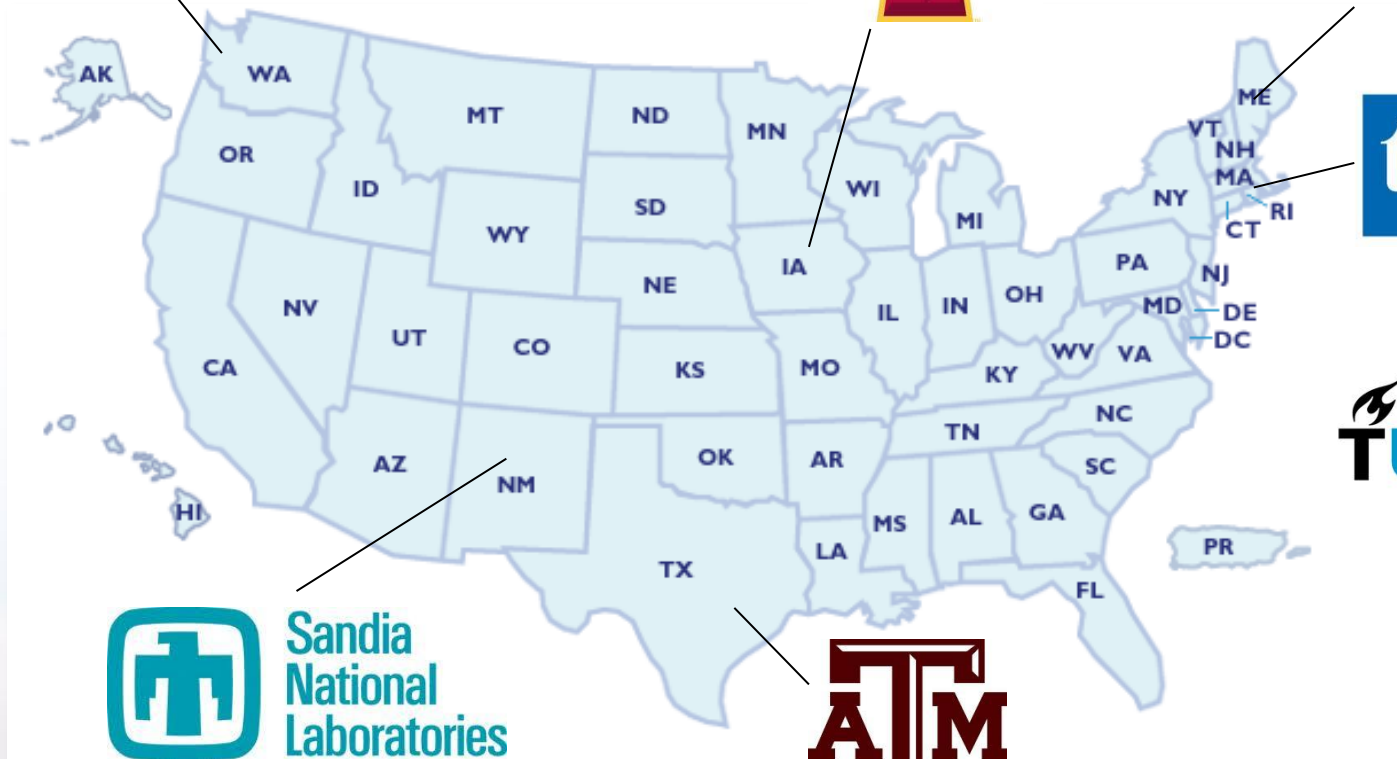 AK
WA
MT
ND
MN
ME
VT
NH
MA
OR
ID
SD
WI
MI
NY
RI
CT
WY
IA
PA
NJ
NE
NV
UT
CO
IL
IN
OH
MD
DE
DC
CA
KS
MO
WV
VA
KY
NC
TN
AZ
NM
OK
AR
SC
HI
MS
AL
GA
LA
PR
TX
FL
Sandia
National
Laboratories
ATM